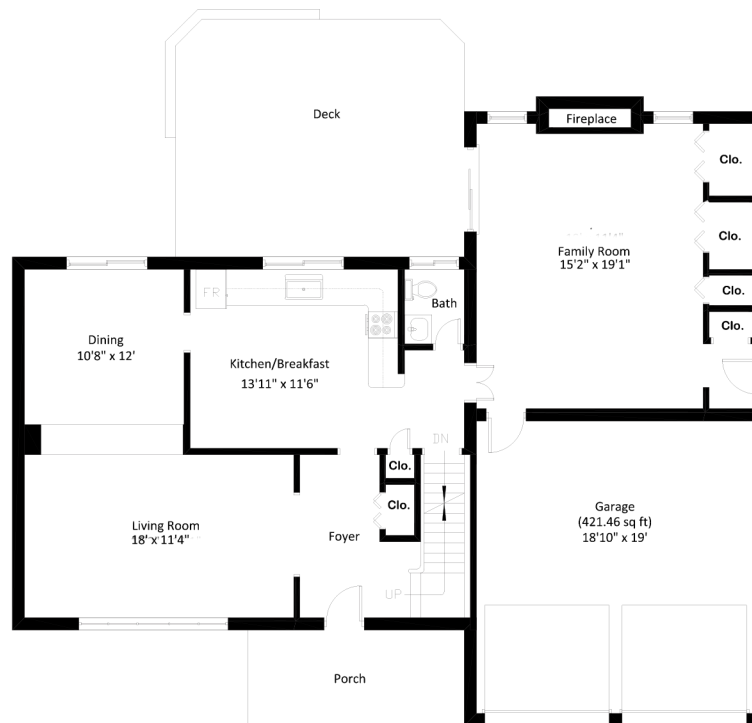 Deck
Fireplace
Clo.
Clo.
Family Room
15'2" x 19'1"
Clo.
Clo.
FR
Bath
Dining
10'8" x 12'
Kitchen/Breakfast
13'11" x 11'6"
DN
Clo.
Clo.
Living Room
18' x 11'4"
Foyer
Garage
(421.46 sq ft)
18'10" x 19'
UP
Porch